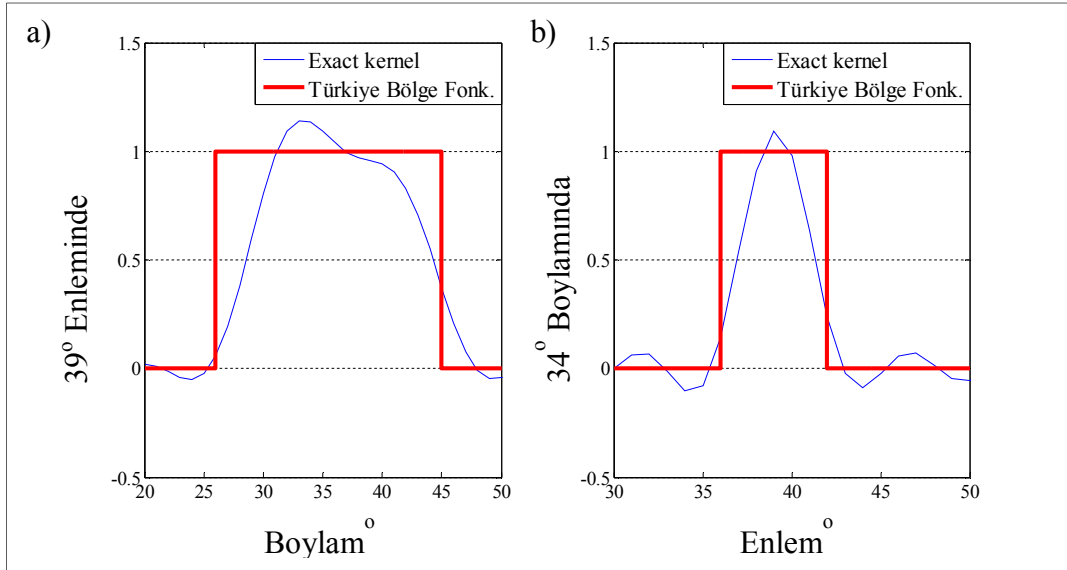 a)
1.5
1
0.5
0
-0.5
20
25
30
35
40
45
50
39° Enleminde
Boylam°
Exact kernel
Türkiye Bölge Fonk.
b)
1.5
1
0.5
0
-0.5
30
35
40
45
50
34° Boylamında
Enlem°
Exact kernel
Türkiye Bölge Fonk.